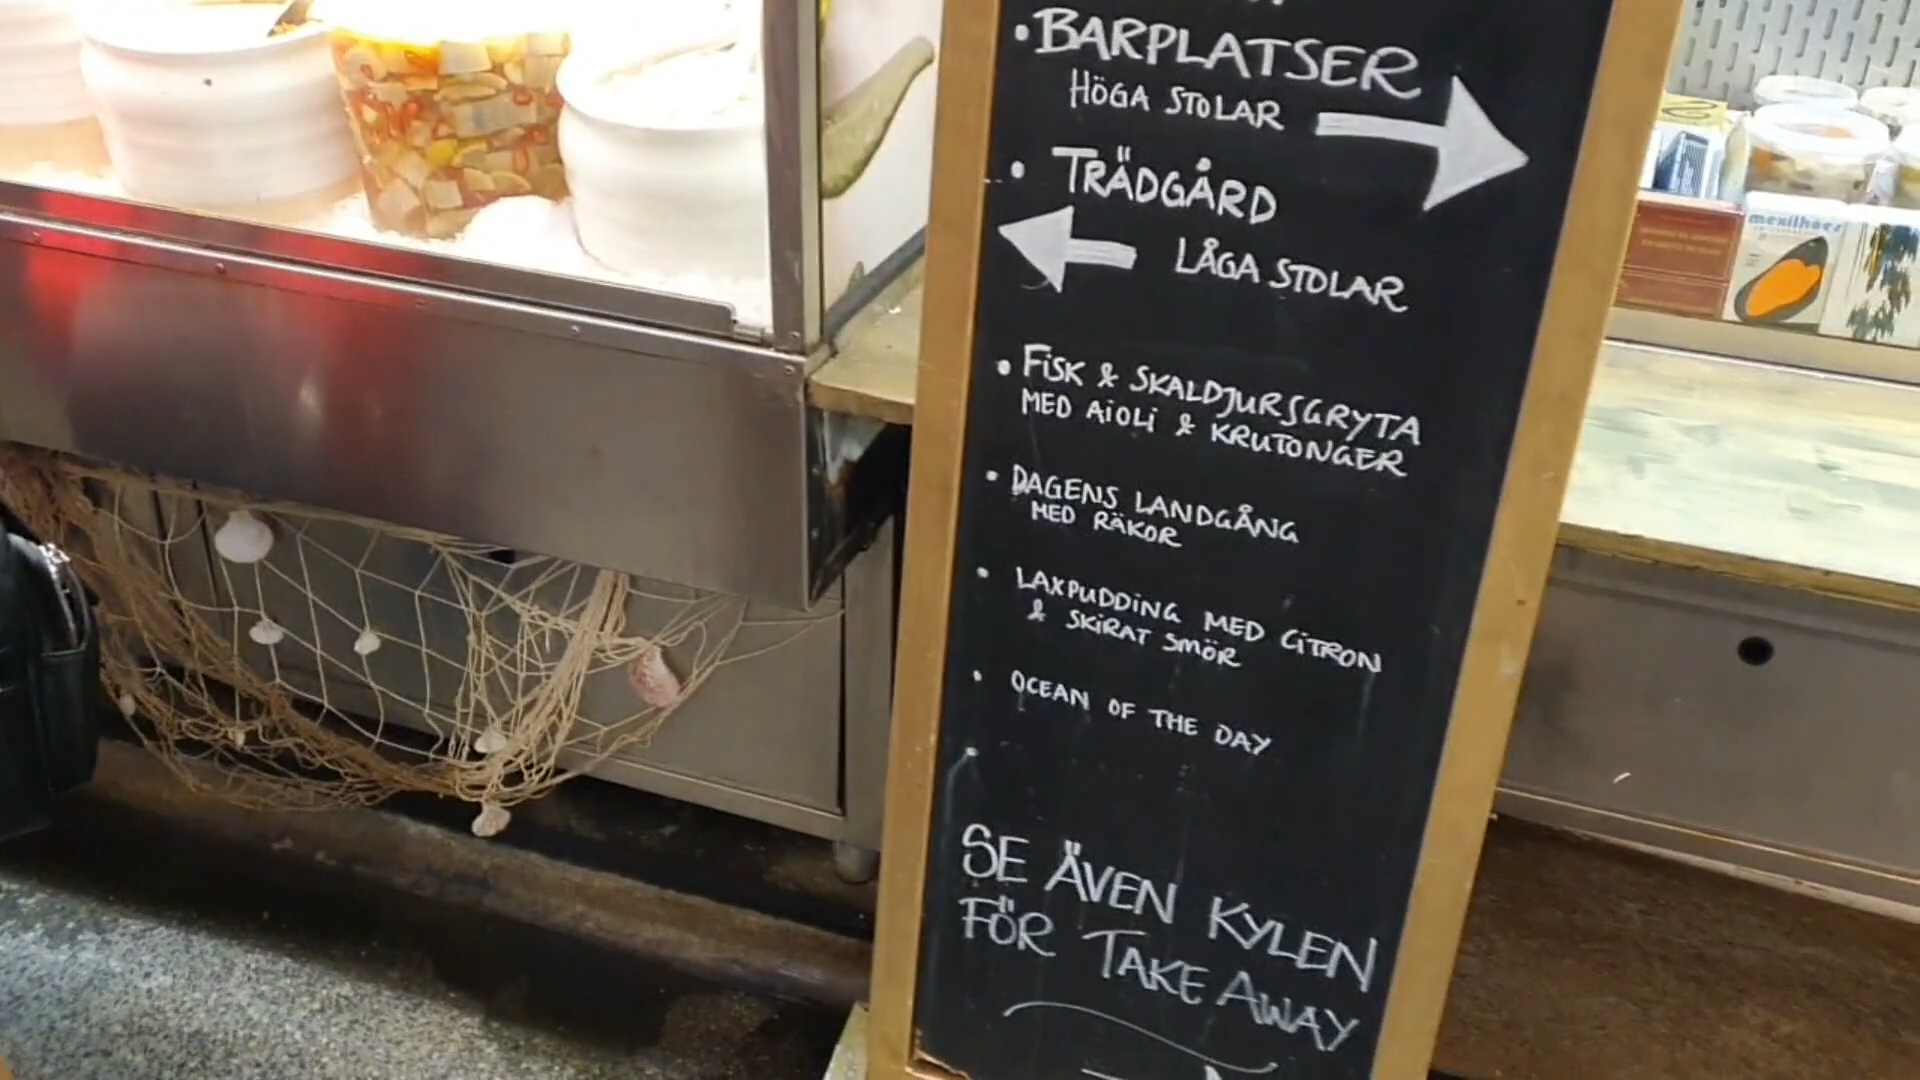 • BARPLATSER
HÖGA STOLAR
• TRÄDGÅRD
LÅGA STOLAR
• FISK & SKALDJURSGRYTA
MED AIOLI & KRUTONGER
• DAGENS LANDGÅNG
MED RÄKOR
• LAXPUDDING MED CITRON
& SKIRAT SMÖR
• OCEAN OF THE DAY
•
SE ÄVEN KYLEN
FÖR TAKE AWAY
mexilhões